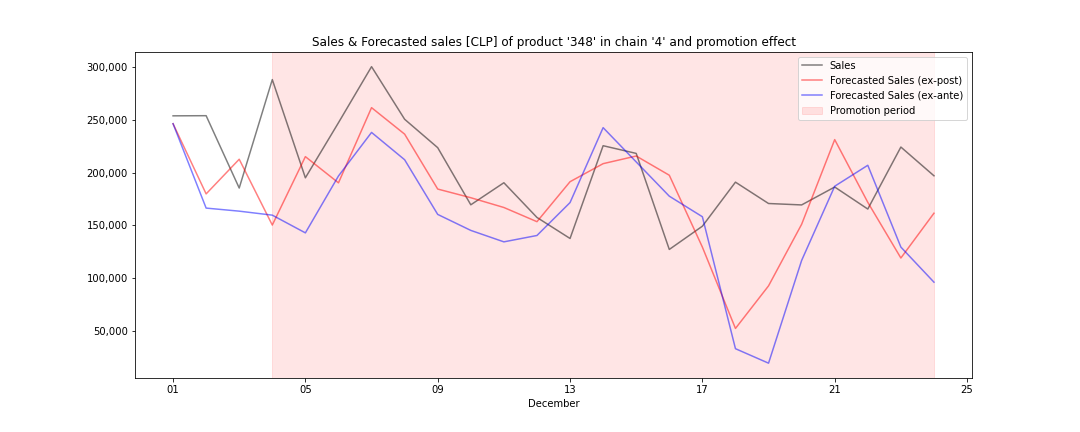 Sales & Forecasted sales [CLP] of product '348' in chain '4' and promotion effect
300,000
250,000
200,000
150,000
100,000
50,000
Sales
Forecasted Sales (ex-post)
Forecasted Sales (ex-ante)
Promotion period
01 05 09 13 17 21 25
December